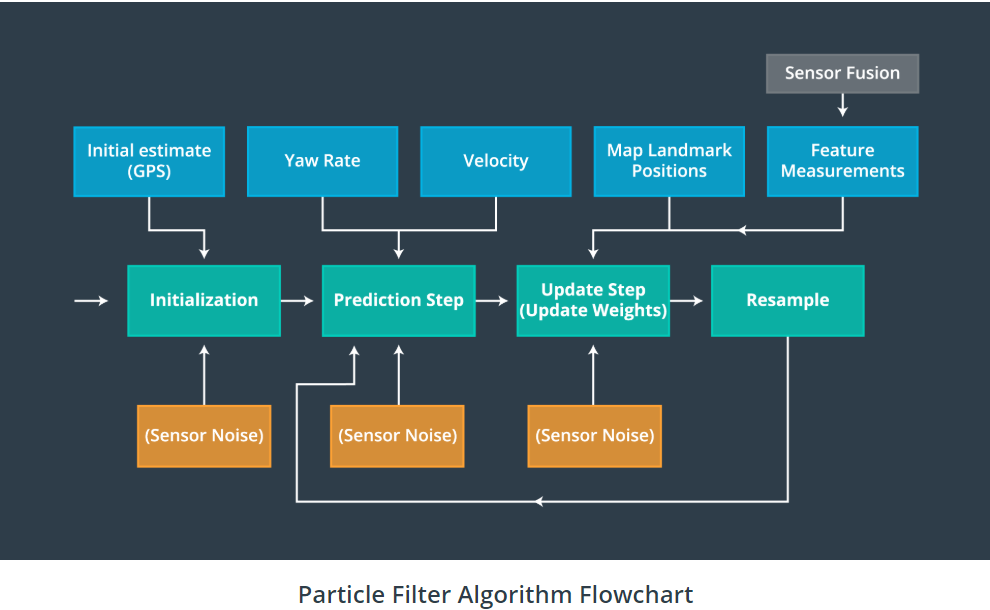 Sensor Fusion
Initial estimate
(GPS)
Yaw Rate
Velocity
Map Landmark
Positions
Feature
Measurements
Initialization
Prediction Step
Update Step
(Update Weights)
Resample
(Sensor Noise)
(Sensor Noise)
(Sensor Noise)
Particle Filter Algorithm Flowchart